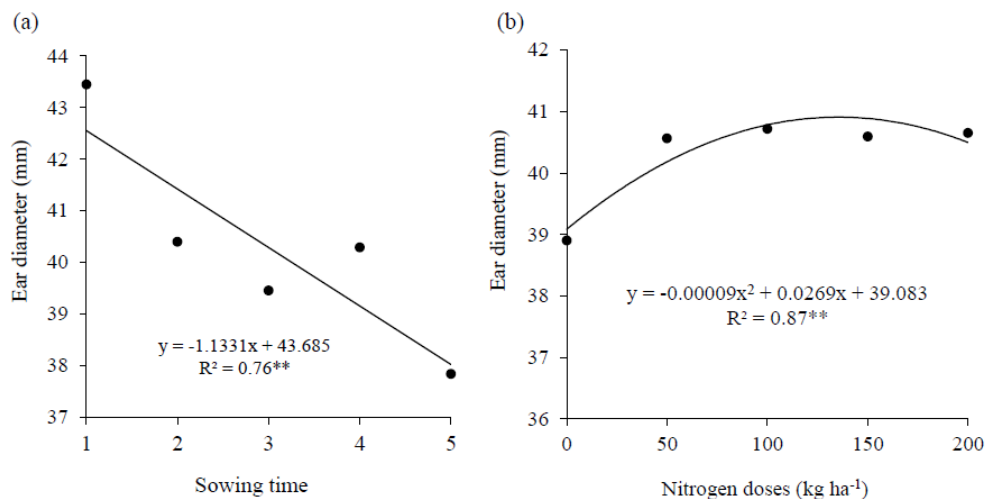 (a)
Ear diameter (mm)
44
43
42
41
40
39
38
37
y = -1.1331x + 43.685
R² = 0.76**
1 2 3 4 5
Sowing time
(b)
Ear diameter (mm)
42
41
40
39
38
37
36
y = -0.00009x² + 0.0269x + 39.083
R² = 0.87**
0 50 100 150 200
Nitrogen doses (kg ha⁻¹)